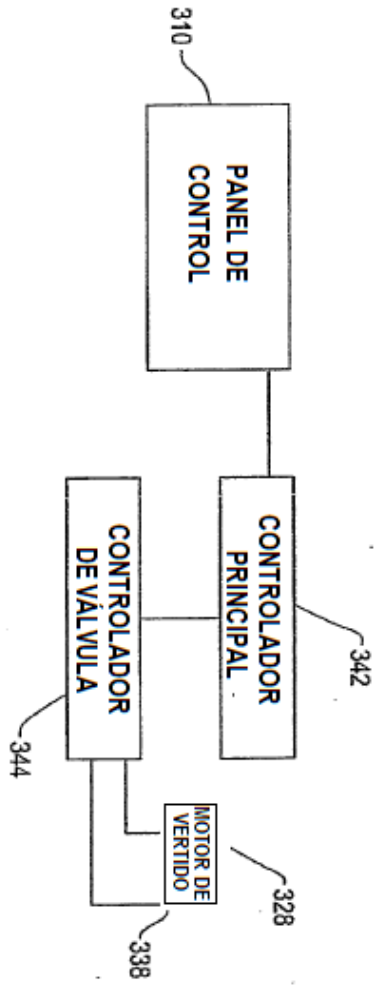 310
PANEL DE
CONTROL
CONTROLADOR
PRINCIPAL
342
CONTROLADOR
DE VÁLVULA
344
MOTOR DE
VERTIDO
328
338